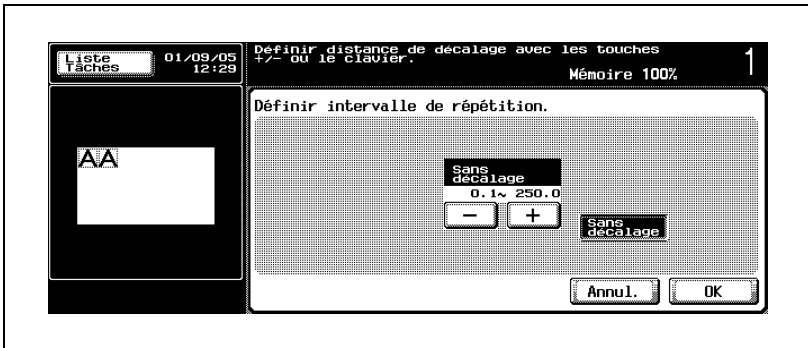 Liste
Tâches
01/09/05
12:29
Définir distance de décalage avec les touches
+/- ou le clavier.
Mémoire 100%
1
Définir intervalle de répétition.
AA
Sans
décalage
0.1~ 250.0
- +
Sans
décalage
Annul. OK